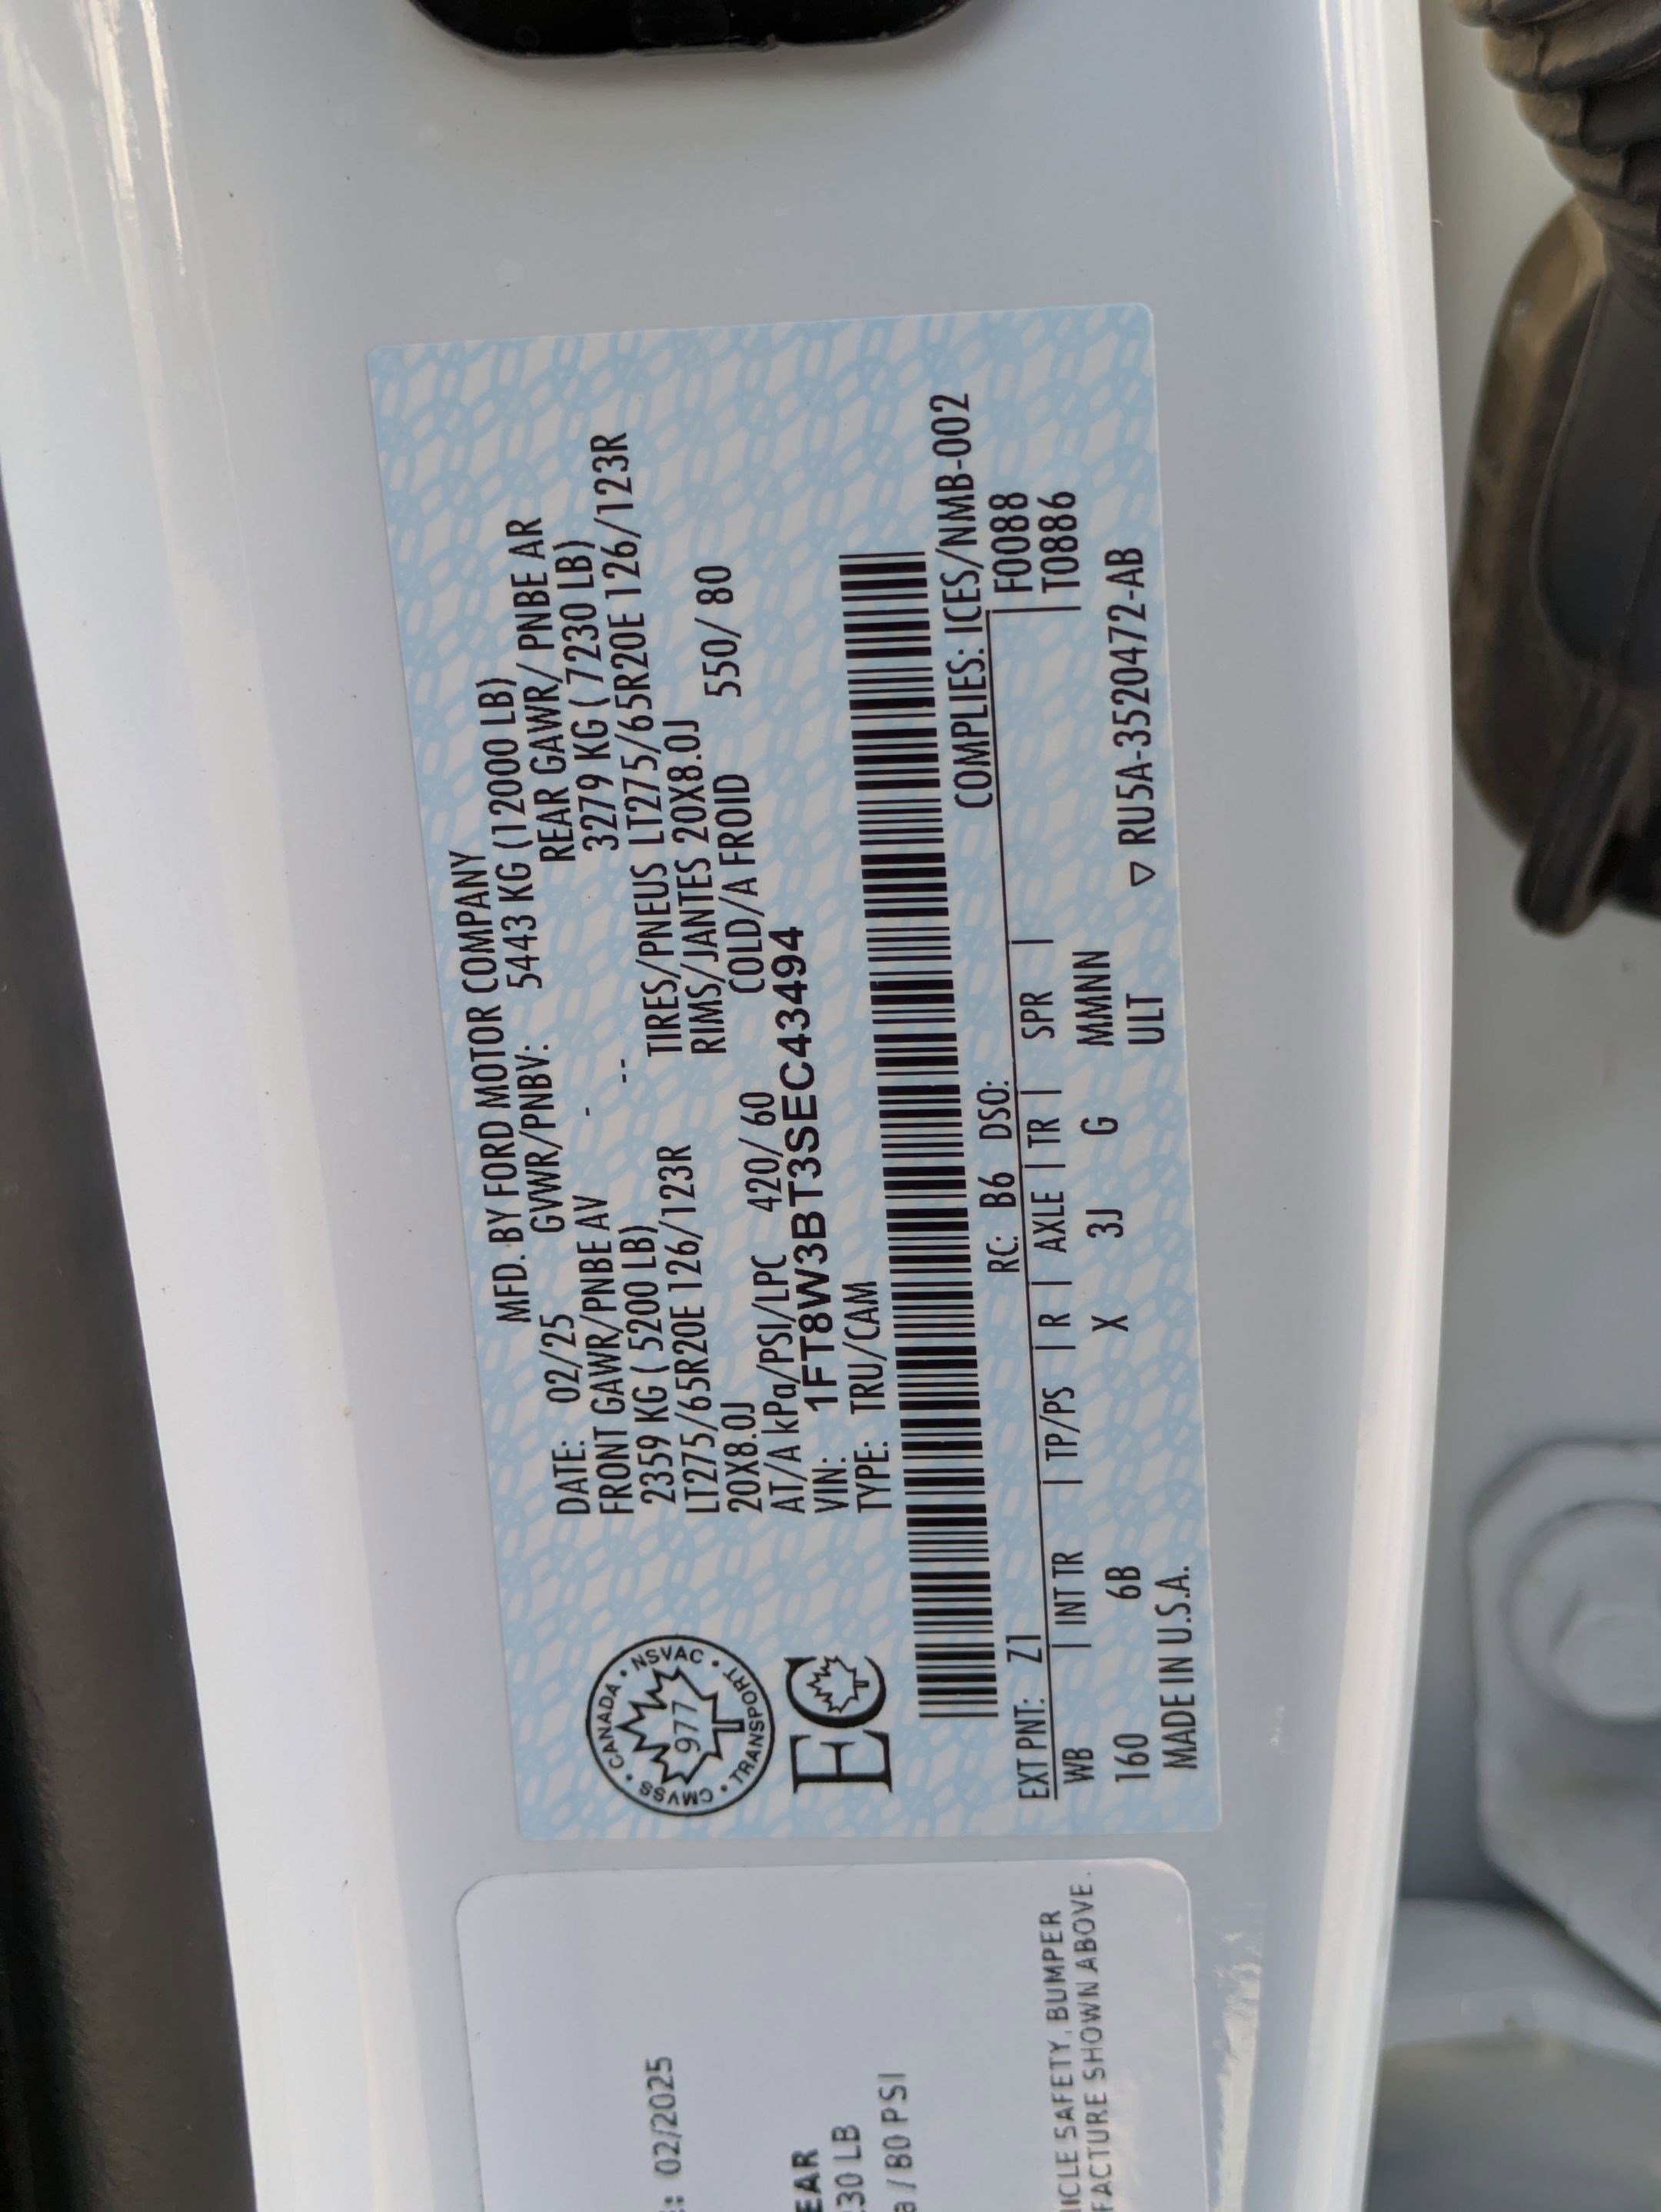 MFD. BY FORD MOTOR COMPANY
DATE: 02/25 GVWR/PNBV: 5443 KG (12000 LB)
FRONT GAWR/PNBE AV - REAR GAWR/ PNBE AR
2359 KG ( 5200 LB) -- 3279 KG ( 7230 LB)
LT275/65R20E 126/123R TIRES/PNEUS LT275/65R20E 126/123R
20X8.0J RIMS/JANTES 20X8.0J
AT/A kPa/PSI/LPC 420/ 60 COLD/A FROID 550/ 80
VIN: 1FT8W3BT3SEC43494
TYPE: TRU/CAM
CANADA • NSVAC • TRANSPORT • CMVSS •
977
EC
COMPLIES: ICES/NMB-002
EXT PNT: Z1 RC: B6 DSO: F0088
WB | INT TR | TP/PS | R | AXLE | TR | SPR | T0886
160 6B X 3J G MMNN
MADE IN U.S.A. ULT ▽ RU5A-3520472-AB
: 02/2025
EAR
30 LB
a / 80 PSI
ICLE SAFETY, BUMPER
FACTURE SHOWN ABOVE.